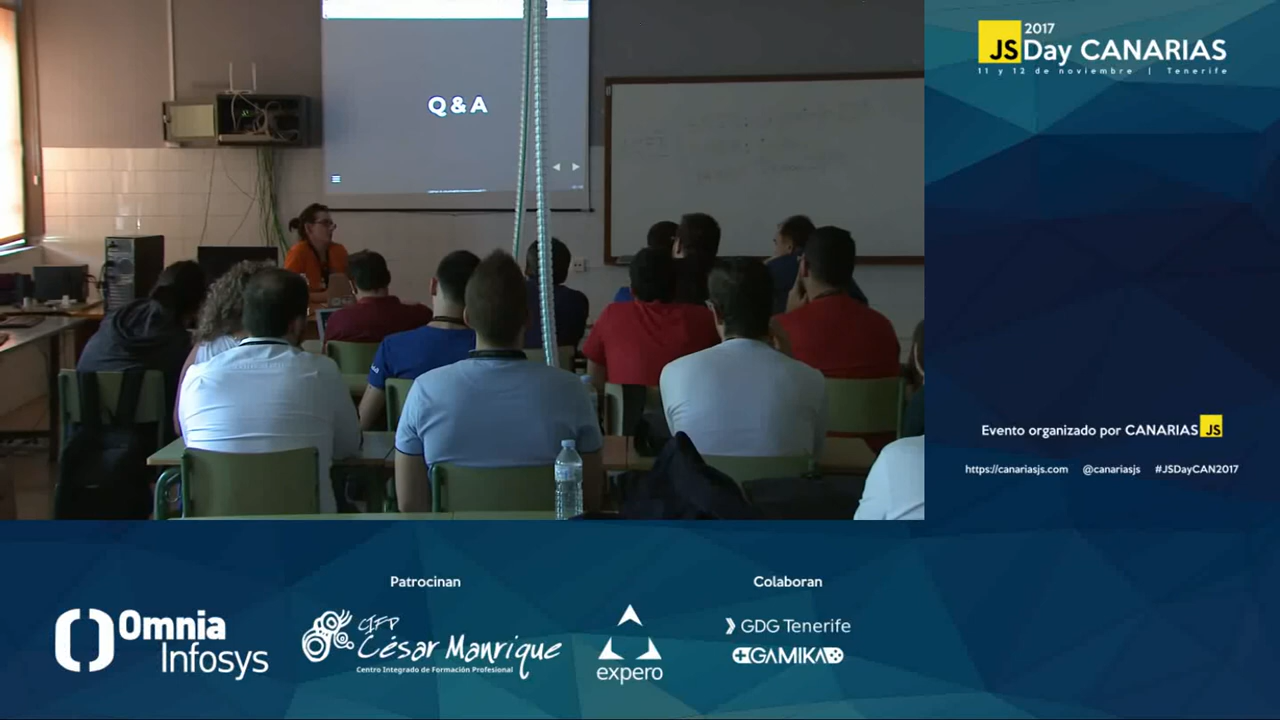 Q & A
2017
JS Day CANARIAS
11 y 12 de noviembre | Tenerife
Evento organizado por CANARIAS JS
https://canariasjs.com @canariasjs #JSDayCAN2017
Patrocinan
Colaboran
Omnia
Infosys
CIFP
César Manrique
Centro Integrado de Formación Profesional
expero
GDG Tenerife
GAMIKA